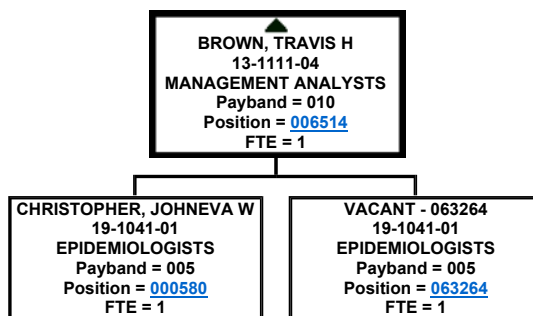 BROWN, TRAVIS H
13-1111-04
MANAGEMENT ANALYSTS
Payband = 010
Position = 006514
FTE = 1
CHRISTOPHER, JOHNEVA W
19-1041-01
EPIDEMIOLOGISTS
Payband = 005
Position = 000580
FTE = 1
VACANT - 063264
19-1041-01
EPIDEMIOLOGISTS
Payband = 005
Position = 063264
FTE = 1